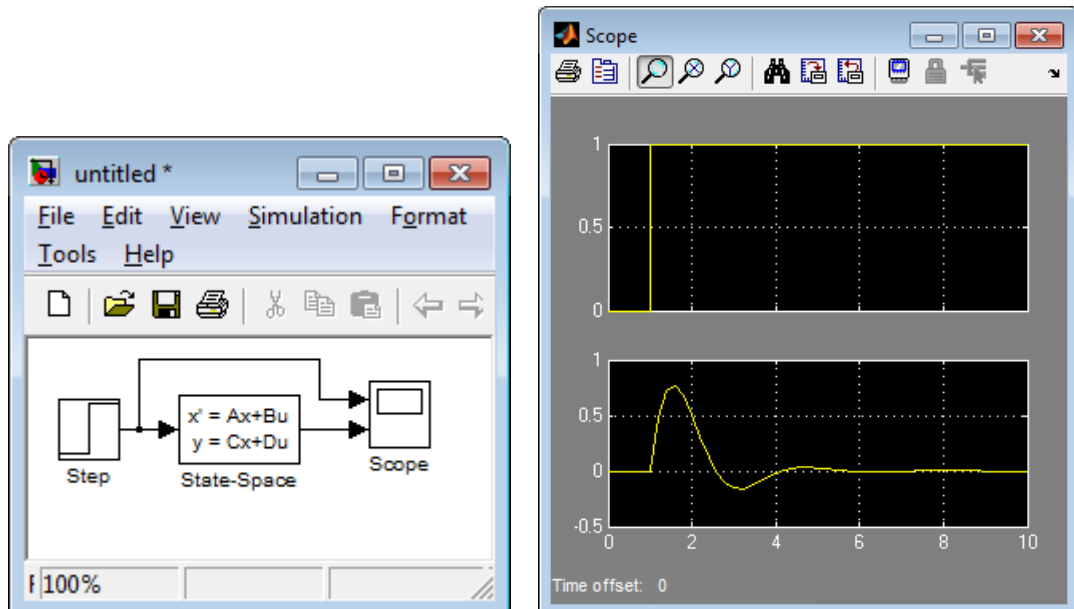 untitled *
File Edit View Simulation Format
Tools Help
x' = Ax+Bu
y = Cx+Du
Step
State-Space
Scope
100%
Scope
1
0.5
0
1
0.5
0
-0.5
0 2 4 6 8 10
Time offset: 0